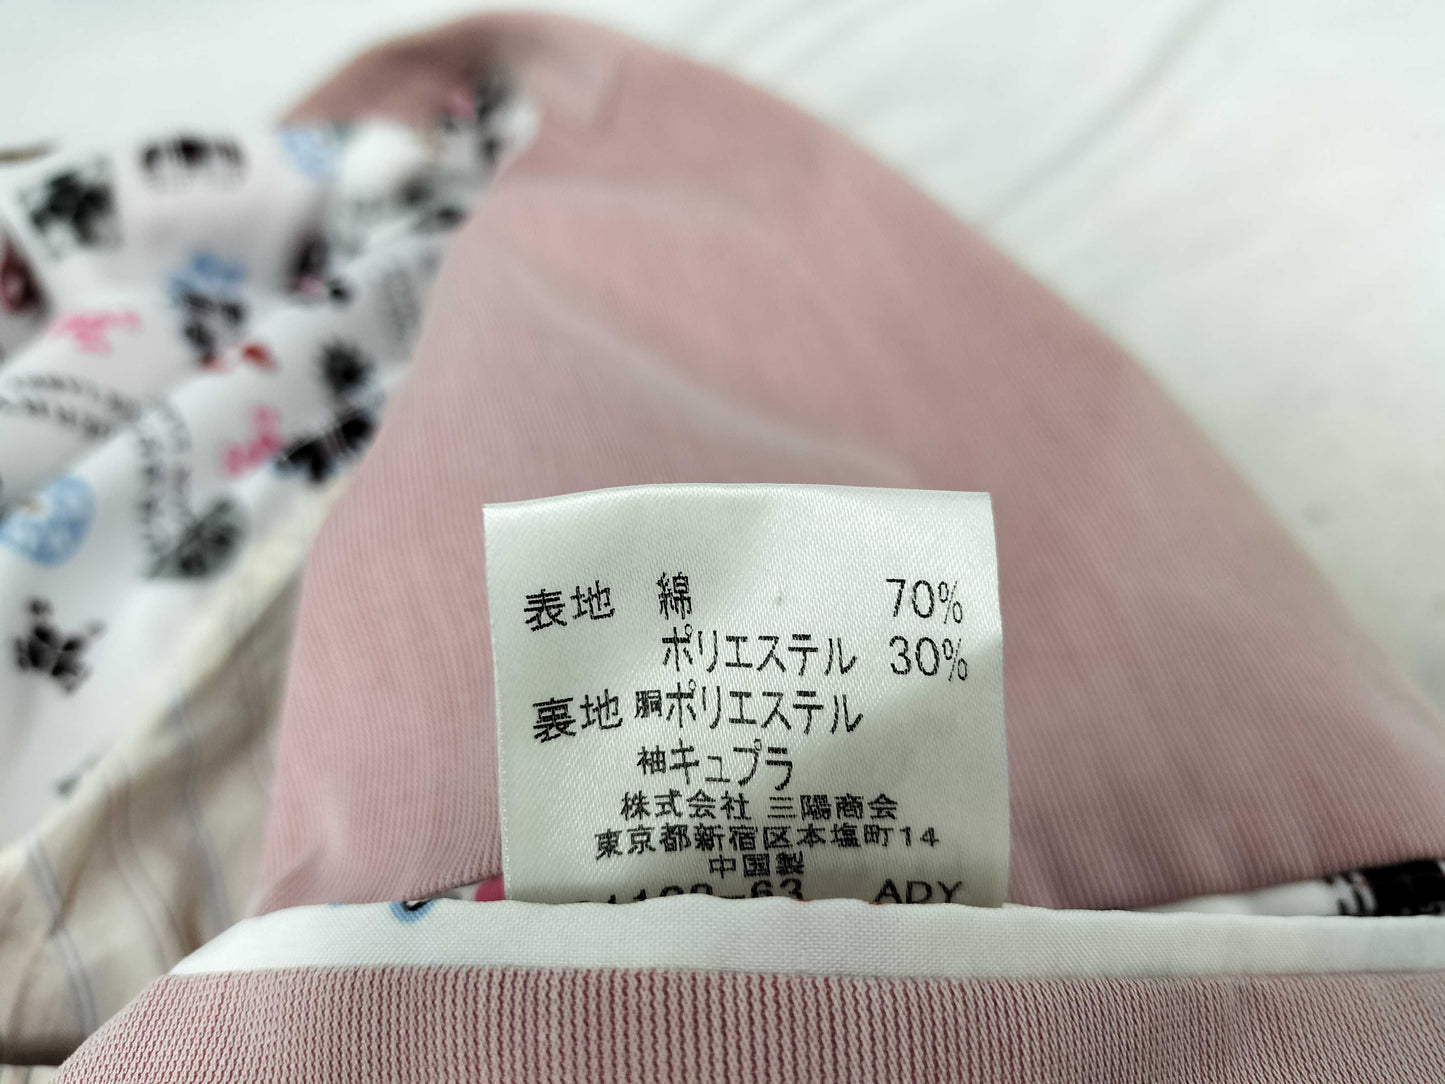 表地 綿 70%
ポリエステル 30%
裏地 胴ポリエステル
袖キュプラ
株式会社 三陽商会
東京都新宿区本塩町14
中国製
ADY